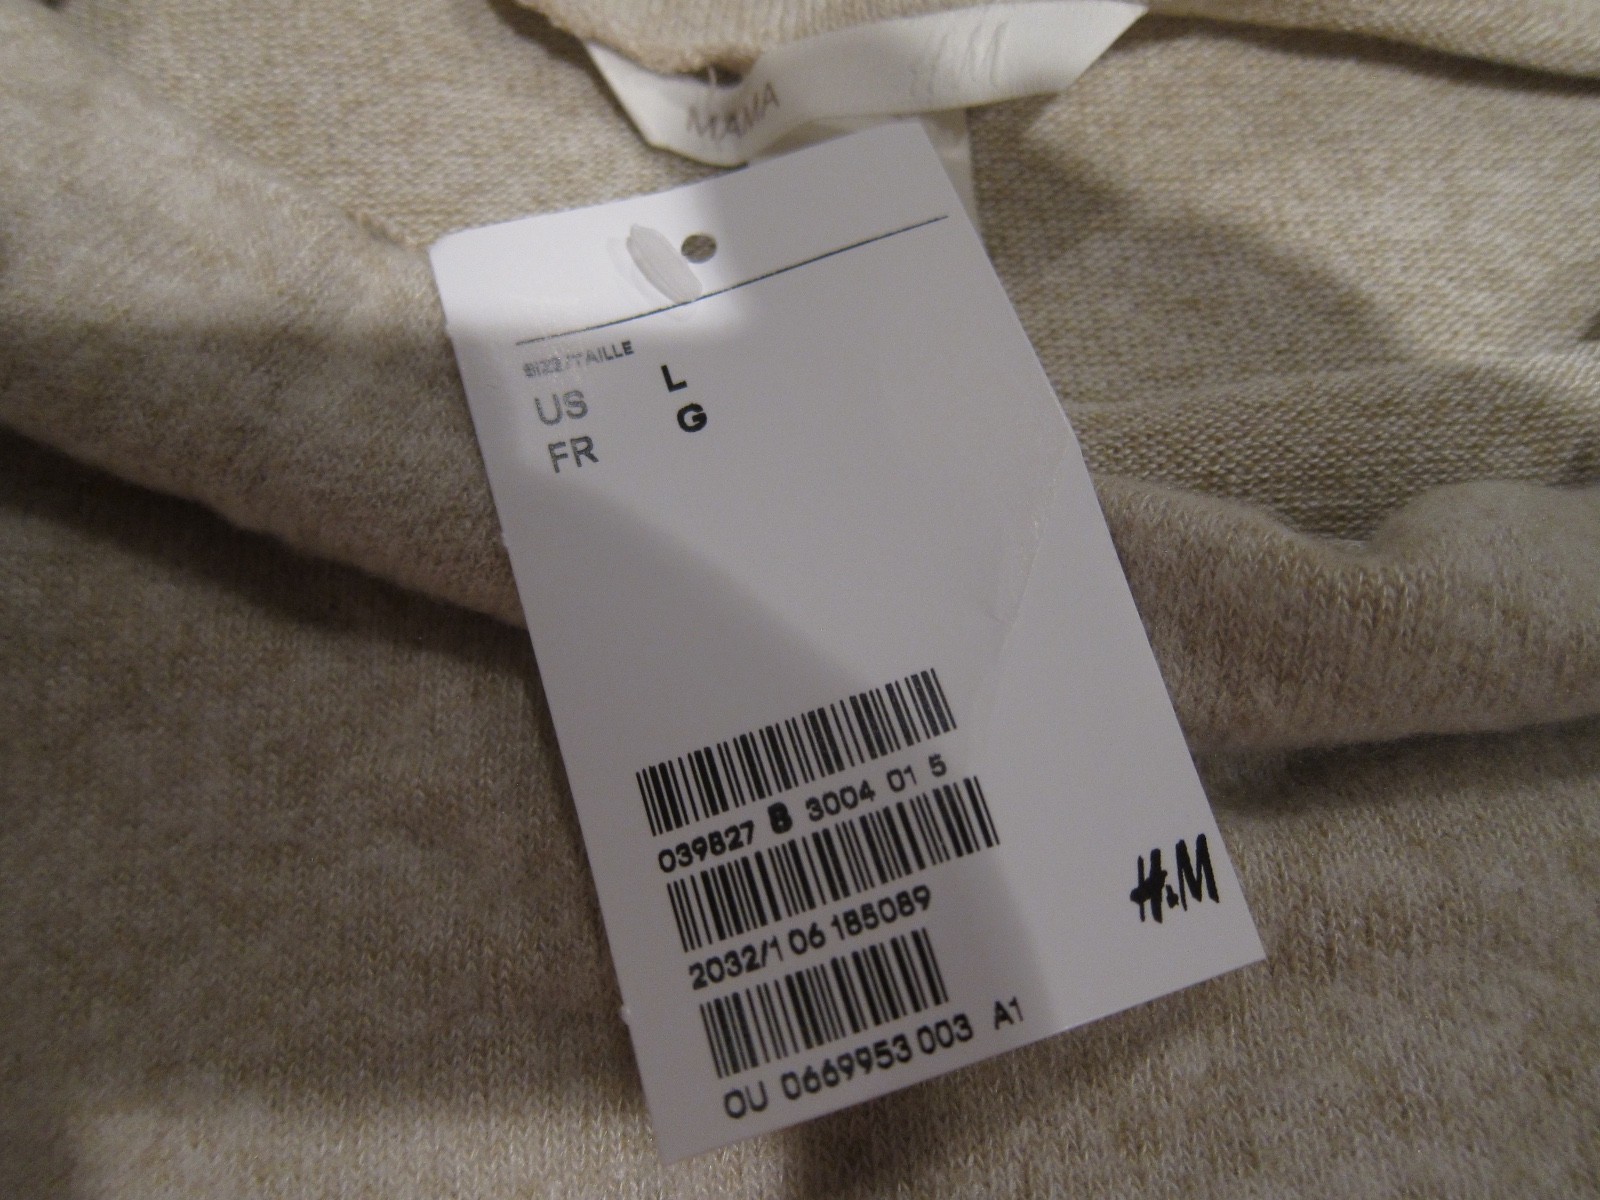 MAMA
SIZE/TAILLE
US L
FR G
039827 B 3004 01 5
2032/1 06 185089
H&M
OU 0669953 003 A1